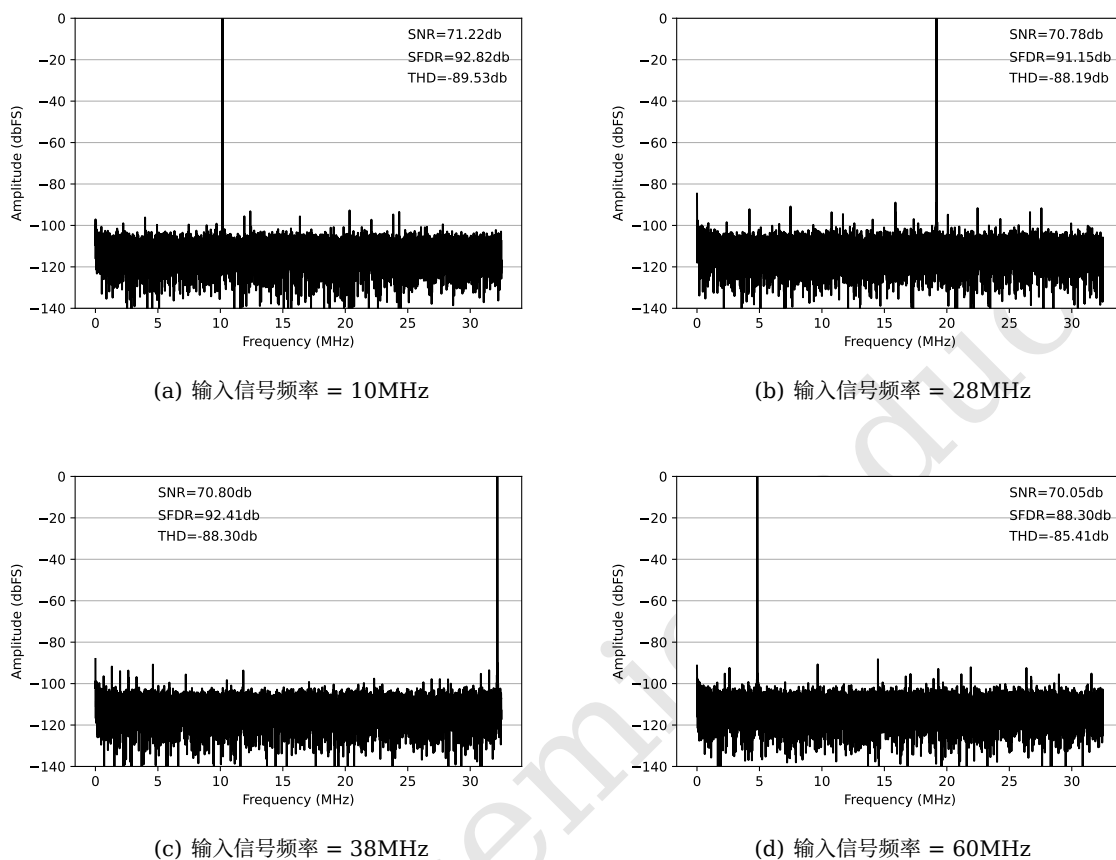 0
−20
−40
−60
−80
−100
−120
−140
Amplitude (dbFS)
SNR=71.22db
SFDR=92.82db
THD=-89.53db
0 5 10 15 20 25 30
Frequency (MHz)
(a) 输入信号频率 = 10MHz
0
−20
−40
−60
−80
−100
−120
−140
Amplitude (dbFS)
SNR=70.78db
SFDR=91.15db
THD=-88.19db
0 5 10 15 20 25 30
Frequency (MHz)
(b) 输入信号频率 = 28MHz
0
−20
−40
−60
−80
−100
−120
−140
Amplitude (dbFS)
SNR=70.80db
SFDR=92.41db
THD=-88.30db
0 5 10 15 20 25 30
Frequency (MHz)
(c) 输入信号频率 = 38MHz
0
−20
−40
−60
−80
−100
−120
−140
Amplitude (dbFS)
SNR=70.05db
SFDR=88.30db
THD=-85.41db
0 5 10 15 20 25 30
Frequency (MHz)
(d) 输入信号频率 = 60MHz